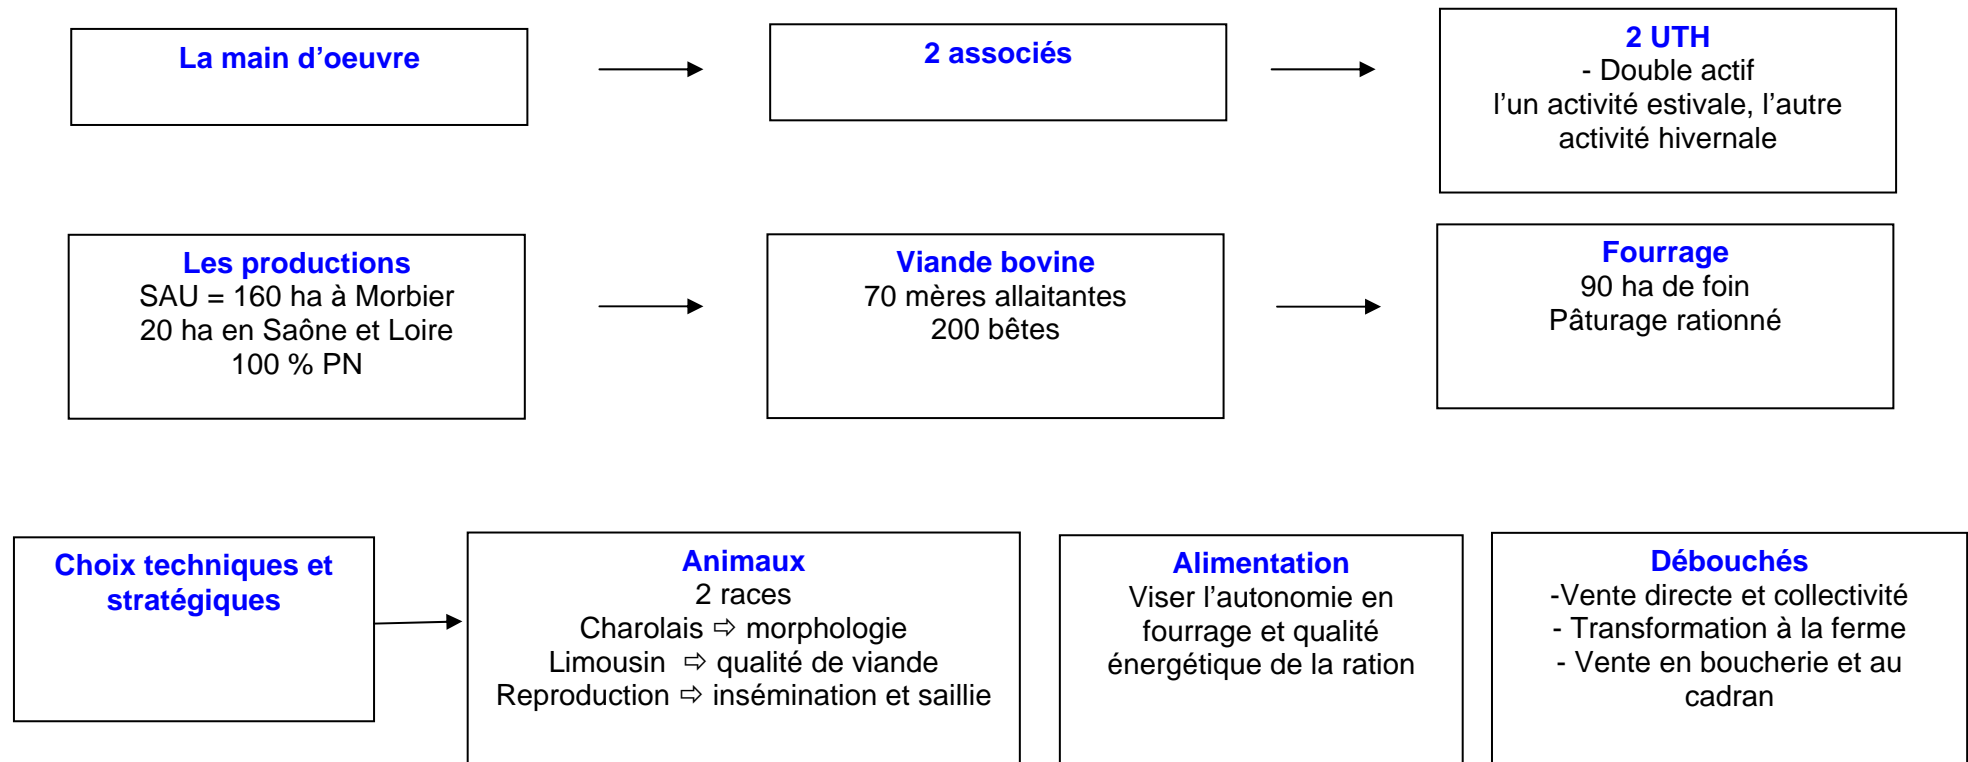 La main d'oeuvre
2 associés
2 UTH
- Double actif
l'un activité estivale, l'autre
activité hivernale
Les productions
SAU = 160 ha à Morbier
20 ha en Saône et Loire
100 % PN
Viande bovine
70 mères allaitantes
200 bêtes
Fourrage
90 ha de foin
Pâturage rationné
Choix techniques et
stratégiques
Animaux
2 races
Charolais ⇨ morphologie
Limousin ⇨ qualité de viande
Reproduction ⇨ insémination et saillie
Alimentation
Viser l'autonomie en
fourrage et qualité
énergétique de la ration
Débouchés
-Vente directe et collectivité
- Transformation à la ferme
- Vente en boucherie et au
cadran